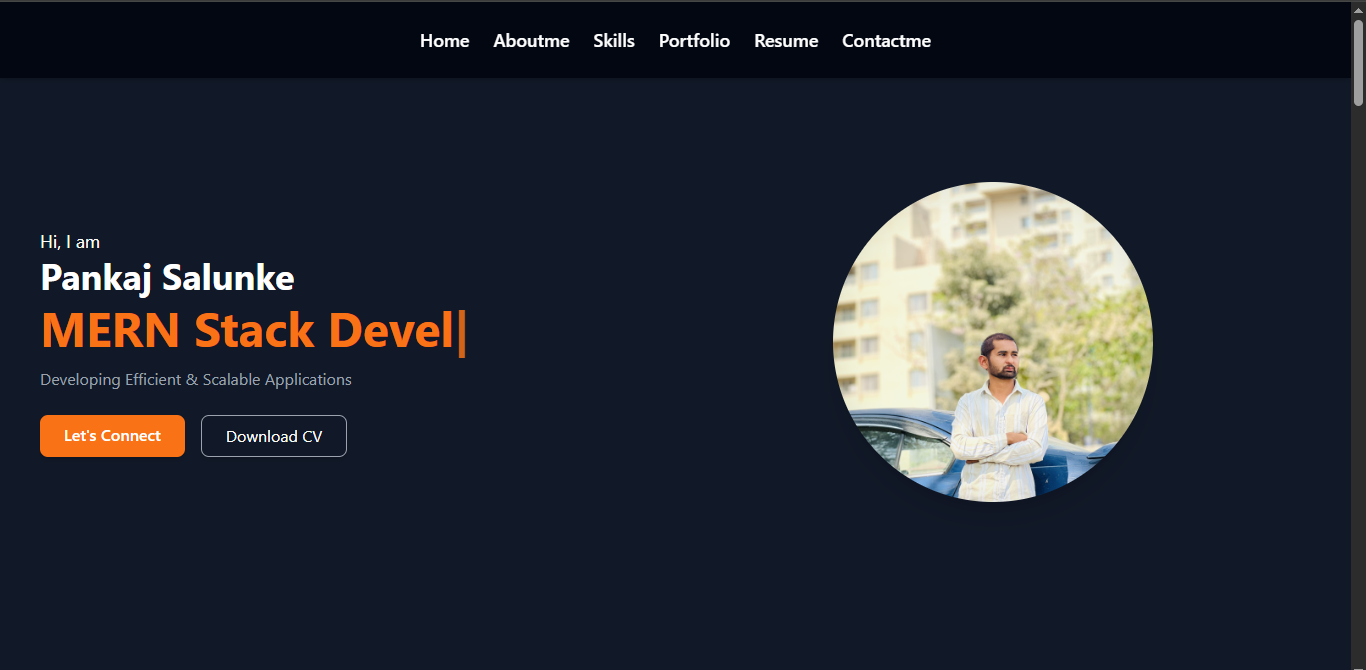 Home Aboutme Skills Portfolio Resume Contactme
Hi, I am
Pankaj Salunke
MERN Stack Devel|
Developing Efficient & Scalable Applications
Let's Connect Download CV